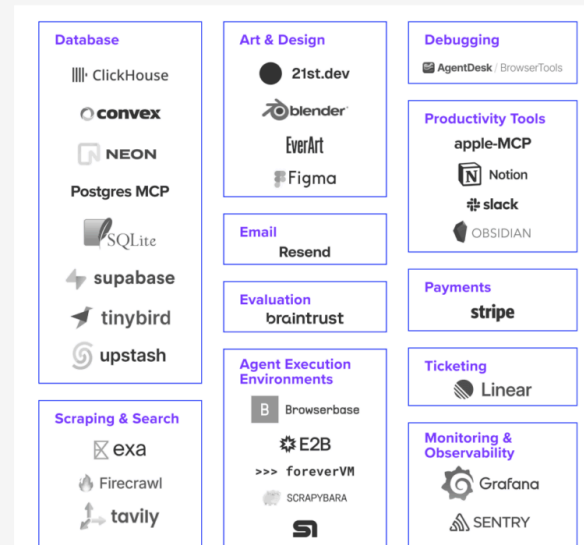 Database
ClickHouse
convex
NEON
Postgres MCP
SQLite
supabase
tinybird
upstash
Scraping & Search
exa
Firecrawl
tavily
Art & Design
21st.dev
blender
EverArt
Figma
Email
Resend
Evaluation
braintrust
Agent Execution
Environments
B Browserbase
E2B
>>> foreverVM
SCRAPYBARA
Debugging
AgentDesk / BrowserTools
Productivity Tools
apple-MCP
N Notion
slack
OBSIDIAN
Payments
stripe
Ticketing
Linear
Monitoring &
Observability
Grafana
SENTRY